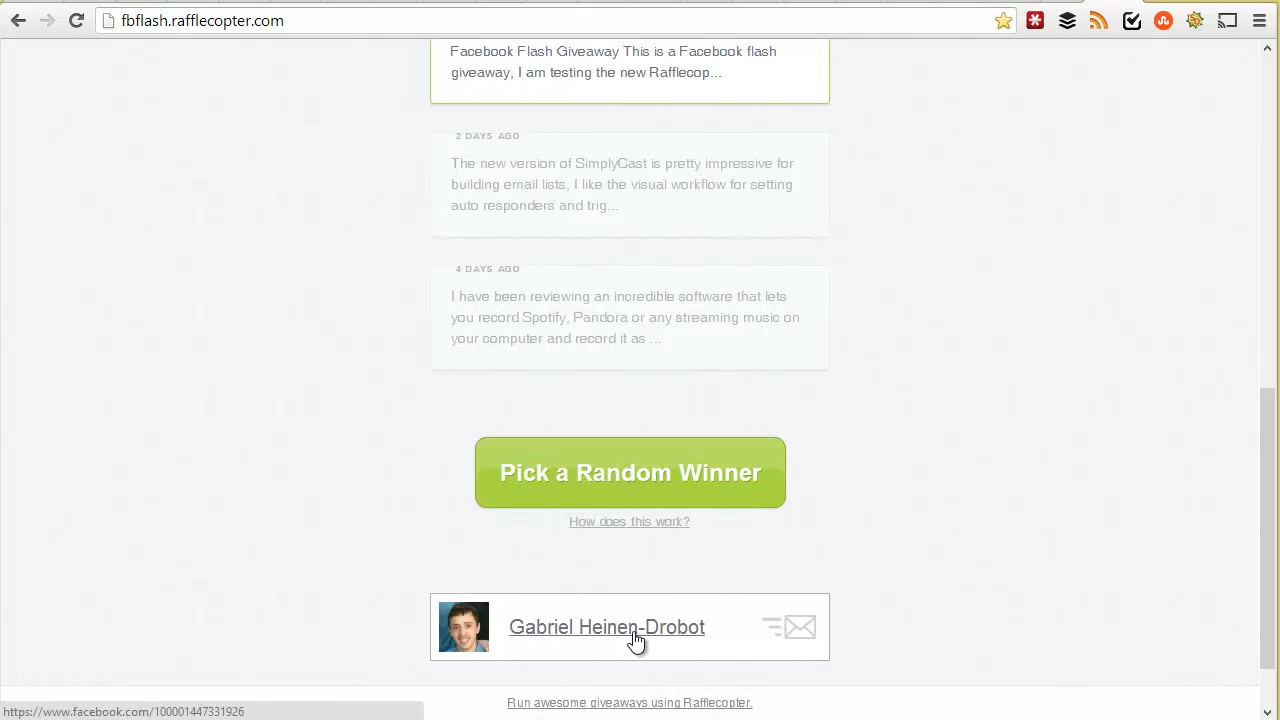 fbflash.rafflecopter.com
Facebook Flash Giveaway This is a Facebook flash
giveaway, I am testing the new Rafflecop...
2 DAYS AGO
The new version of SimplyCast is pretty impressive for
building email lists, I like the visual workflow for setting
auto responders and trig...
4 DAYS AGO
I have been reviewing an incredible software that lets
you record Spotify, Pandora or any streaming music on
your computer and record it as ...
Pick a Random Winner
How does this work?
Gabriel Heinen-Drobot
Run awesome giveaways using Rafflecopter.
https://www.facebook.com/100001447331926